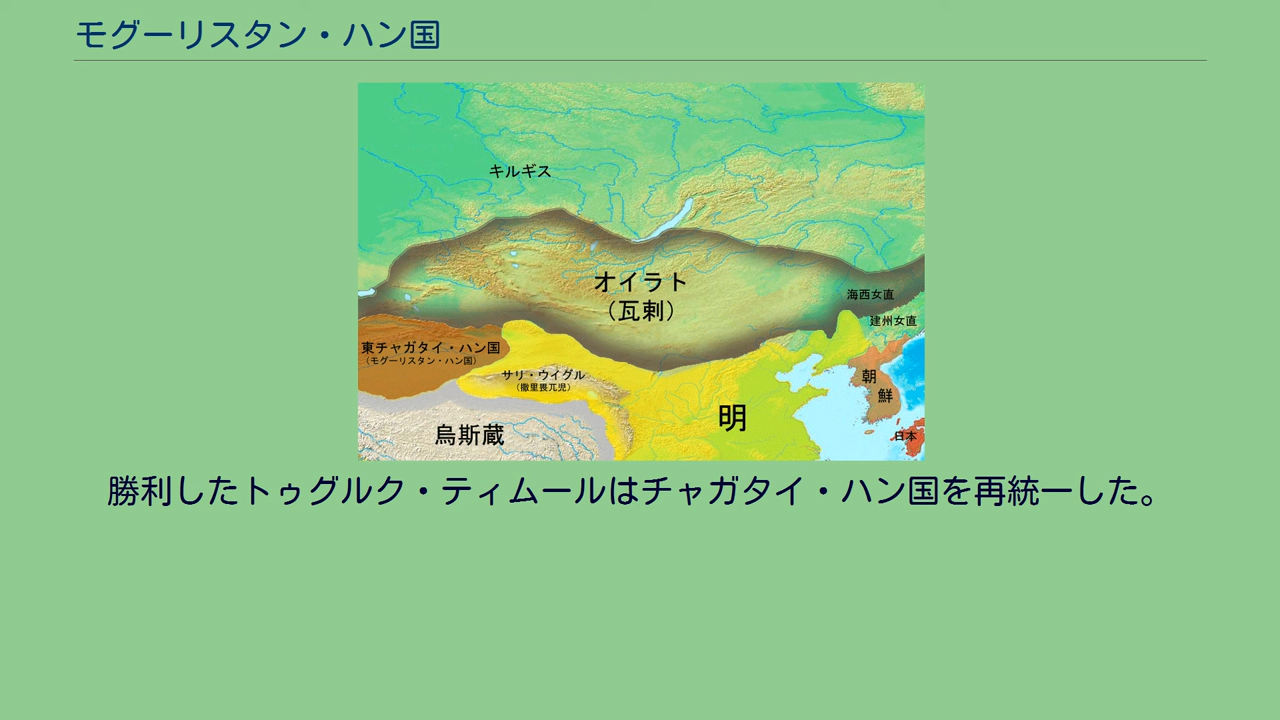 モグーリスタン・ハン国
キルギス
オイラト
（瓦剌）
海西女直
建州女直
東チャガタイ・ハン国
（モグーリスタン・ハン国）
サリ・ウイグル
（撒里畏兀児）
朝
鮮
明
烏斯蔵
日本
勝利したトゥグルク・ティムールはチャガタイ・ハン国を再統一した。